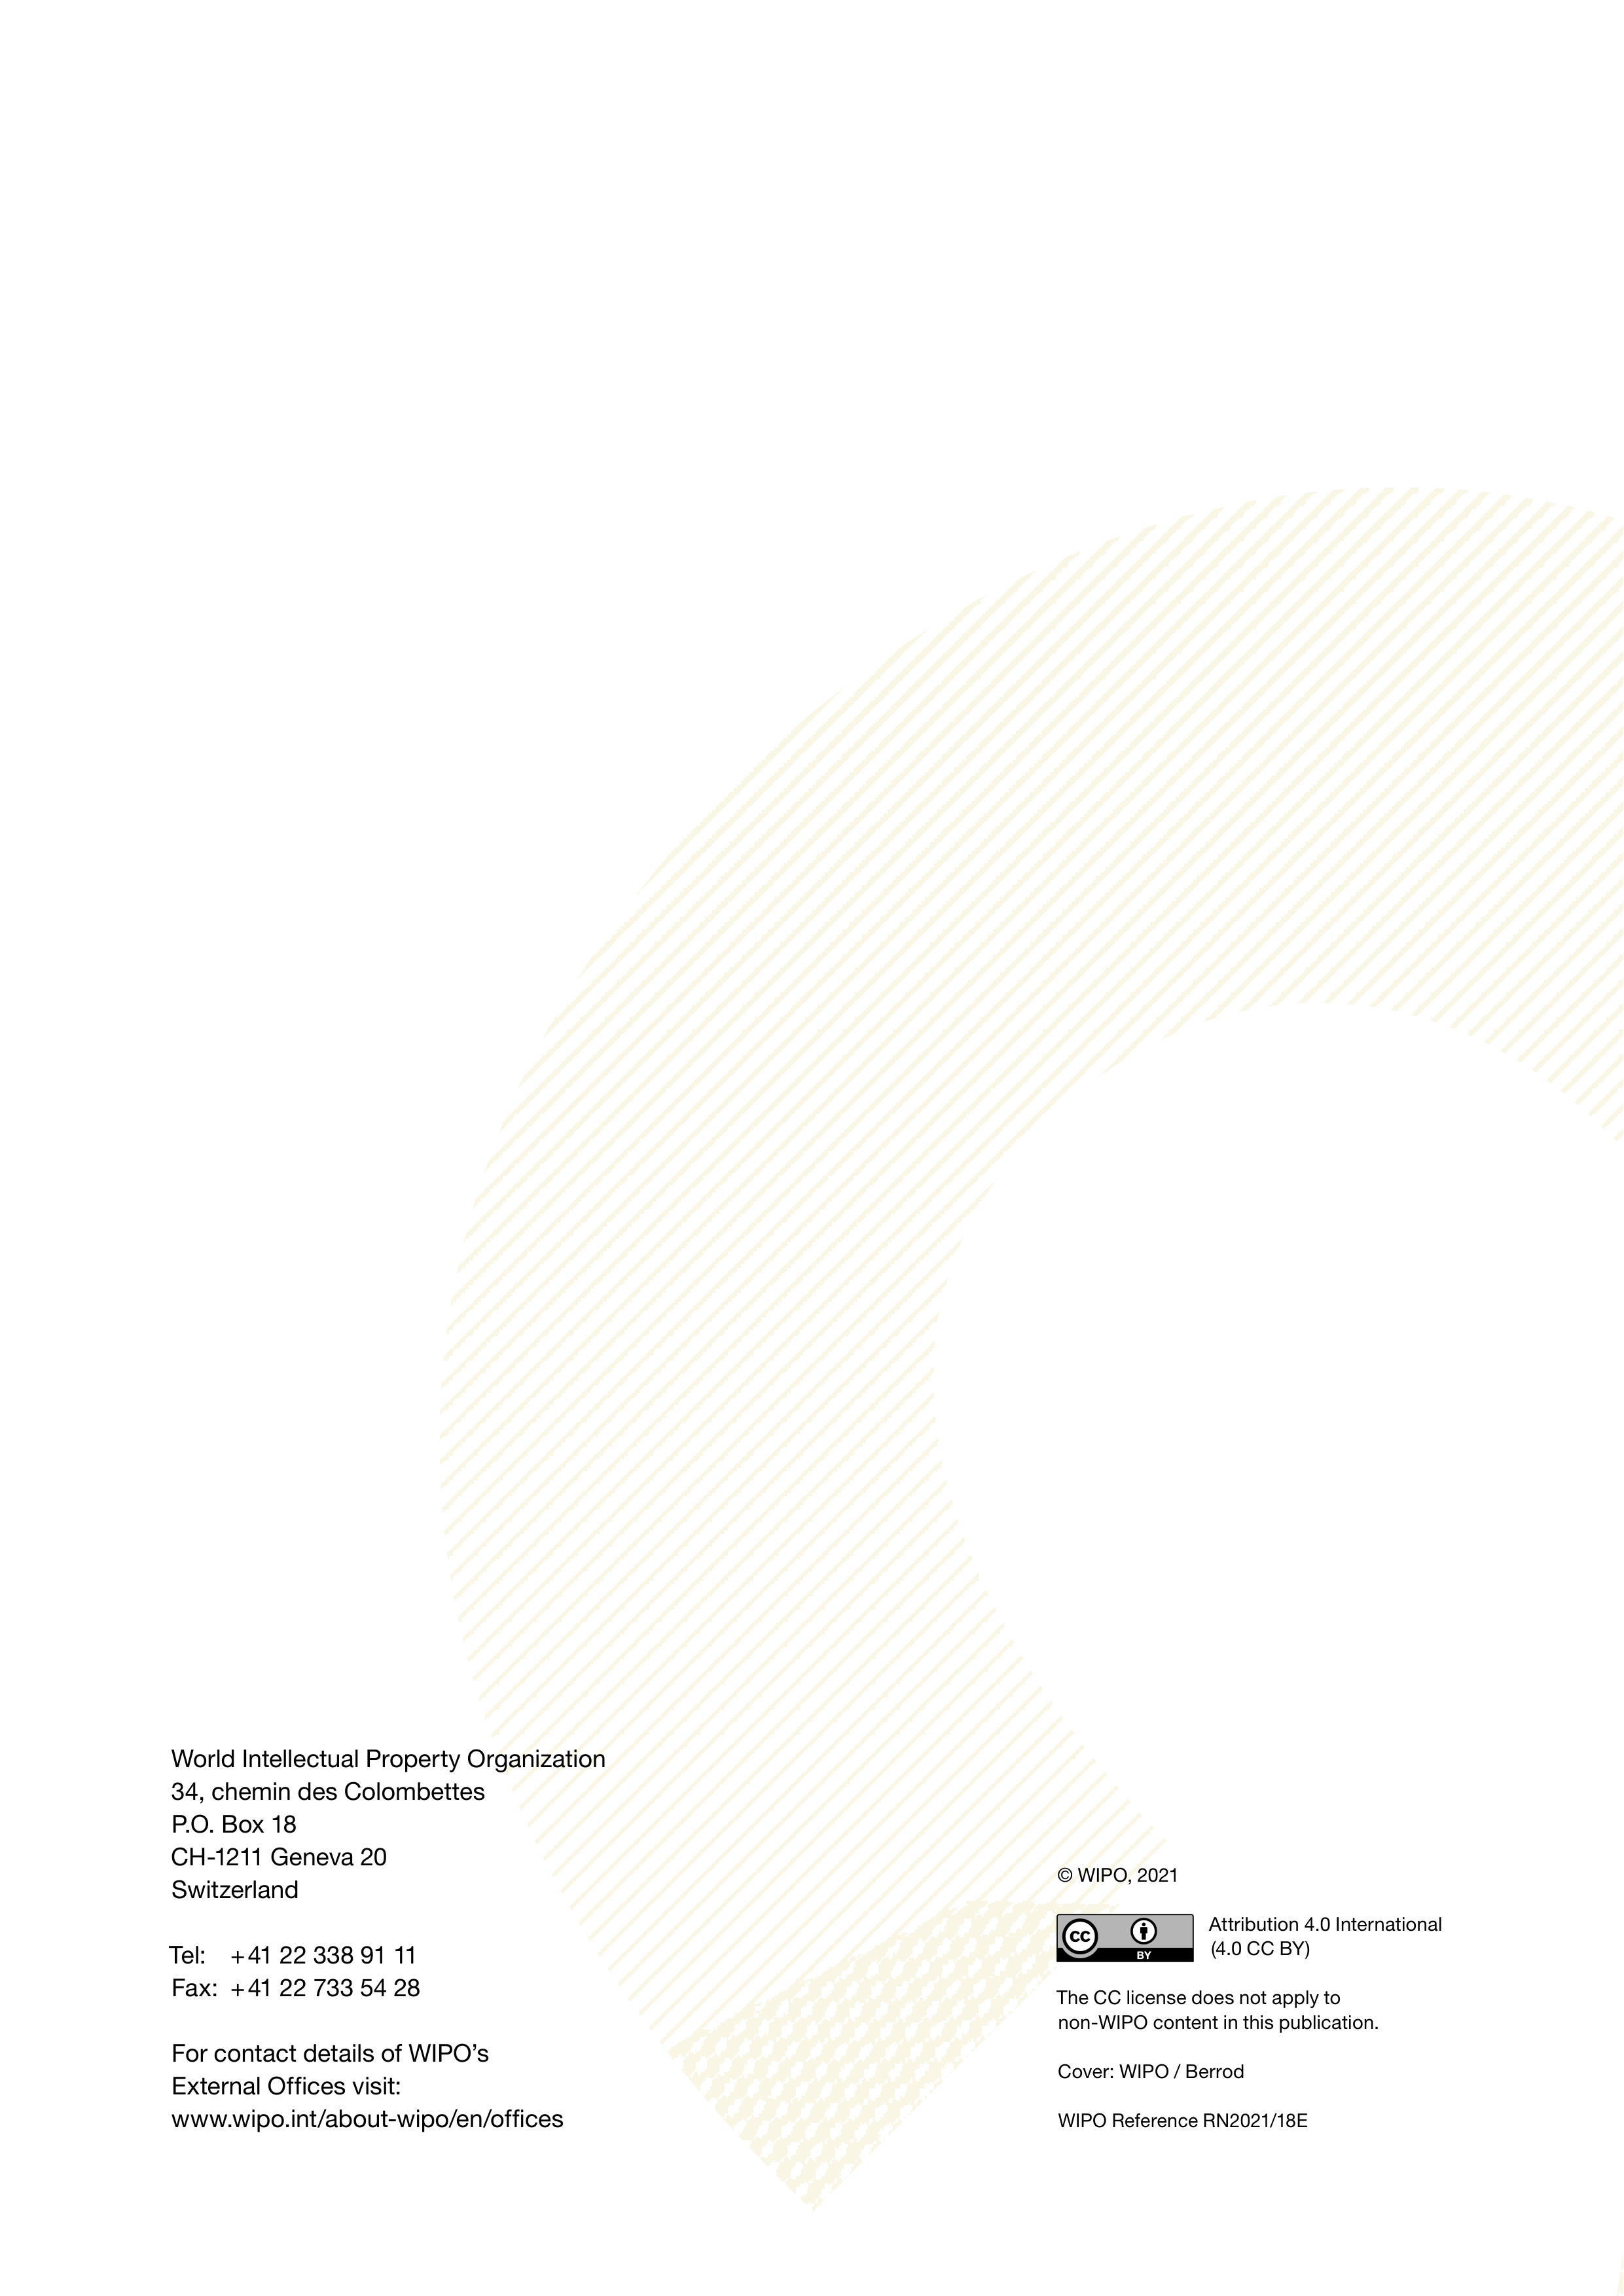 World Intellectual Property Organization
34, chemin des Colombettes
P.O. Box 18
CH-1211 Geneva 20
Switzerland
Tel: +41 22 338 91 11
Fax: +41 22 733 54 28
For contact details of WIPO’s
External Offices visit:
www.wipo.int/about-wipo/en/offices
© WIPO, 2021
cc BY
Attribution 4.0 International
(4.0 CC BY)
The CC license does not apply to
non-WIPO content in this publication.
Cover: WIPO / Berrod
WIPO Reference RN2021/18E